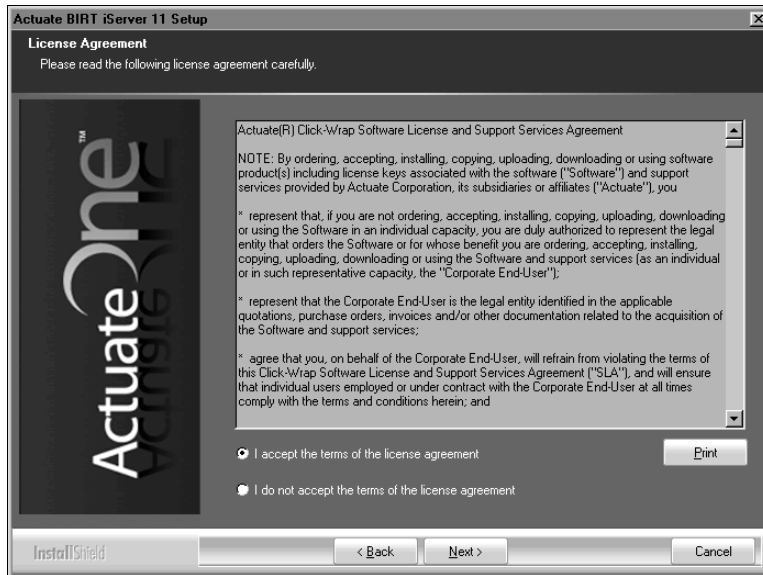 Actuate BIRT iServer 11 Setup
License Agreement
Please read the following license agreement carefully.
Actuate One™
Actuate(R) Click-Wrap Software License and Support Services Agreement
NOTE: By ordering, accepting, installing, copying, uploading, downloading or using software
product(s) including license keys associated with the software ("Software") and support
services provided by Actuate Corporation, its subsidiaries or affiliates ("Actuate"), you
* represent that, if you are not ordering, accepting, installing, copying, uploading, downloading
or using the Software in an individual capacity, you are duly authorized to represent the legal
entity that orders the Software or for whose benefit you are ordering, accepting, installing,
copying, uploading, downloading or using the Software and support services (as an individual
or in such representative capacity, the "Corporate End-User");
* represent that the Corporate End-User is the legal entity identified in the applicable
quotations, purchase orders, invoices and/or other documentation related to the acquisition of
the Software and support services;
* agree that you, on behalf of the Corporate End-User, will refrain from violating the terms of
this Click-Wrap Software License and Support Services Agreement ("SLA"), and will ensure
that individual users employed or under contract with the Corporate End-User at all times
comply with the terms and conditions herein; and
I accept the terms of the license agreement
Print
I do not accept the terms of the license agreement
InstallShield
< Back
Next >
Cancel